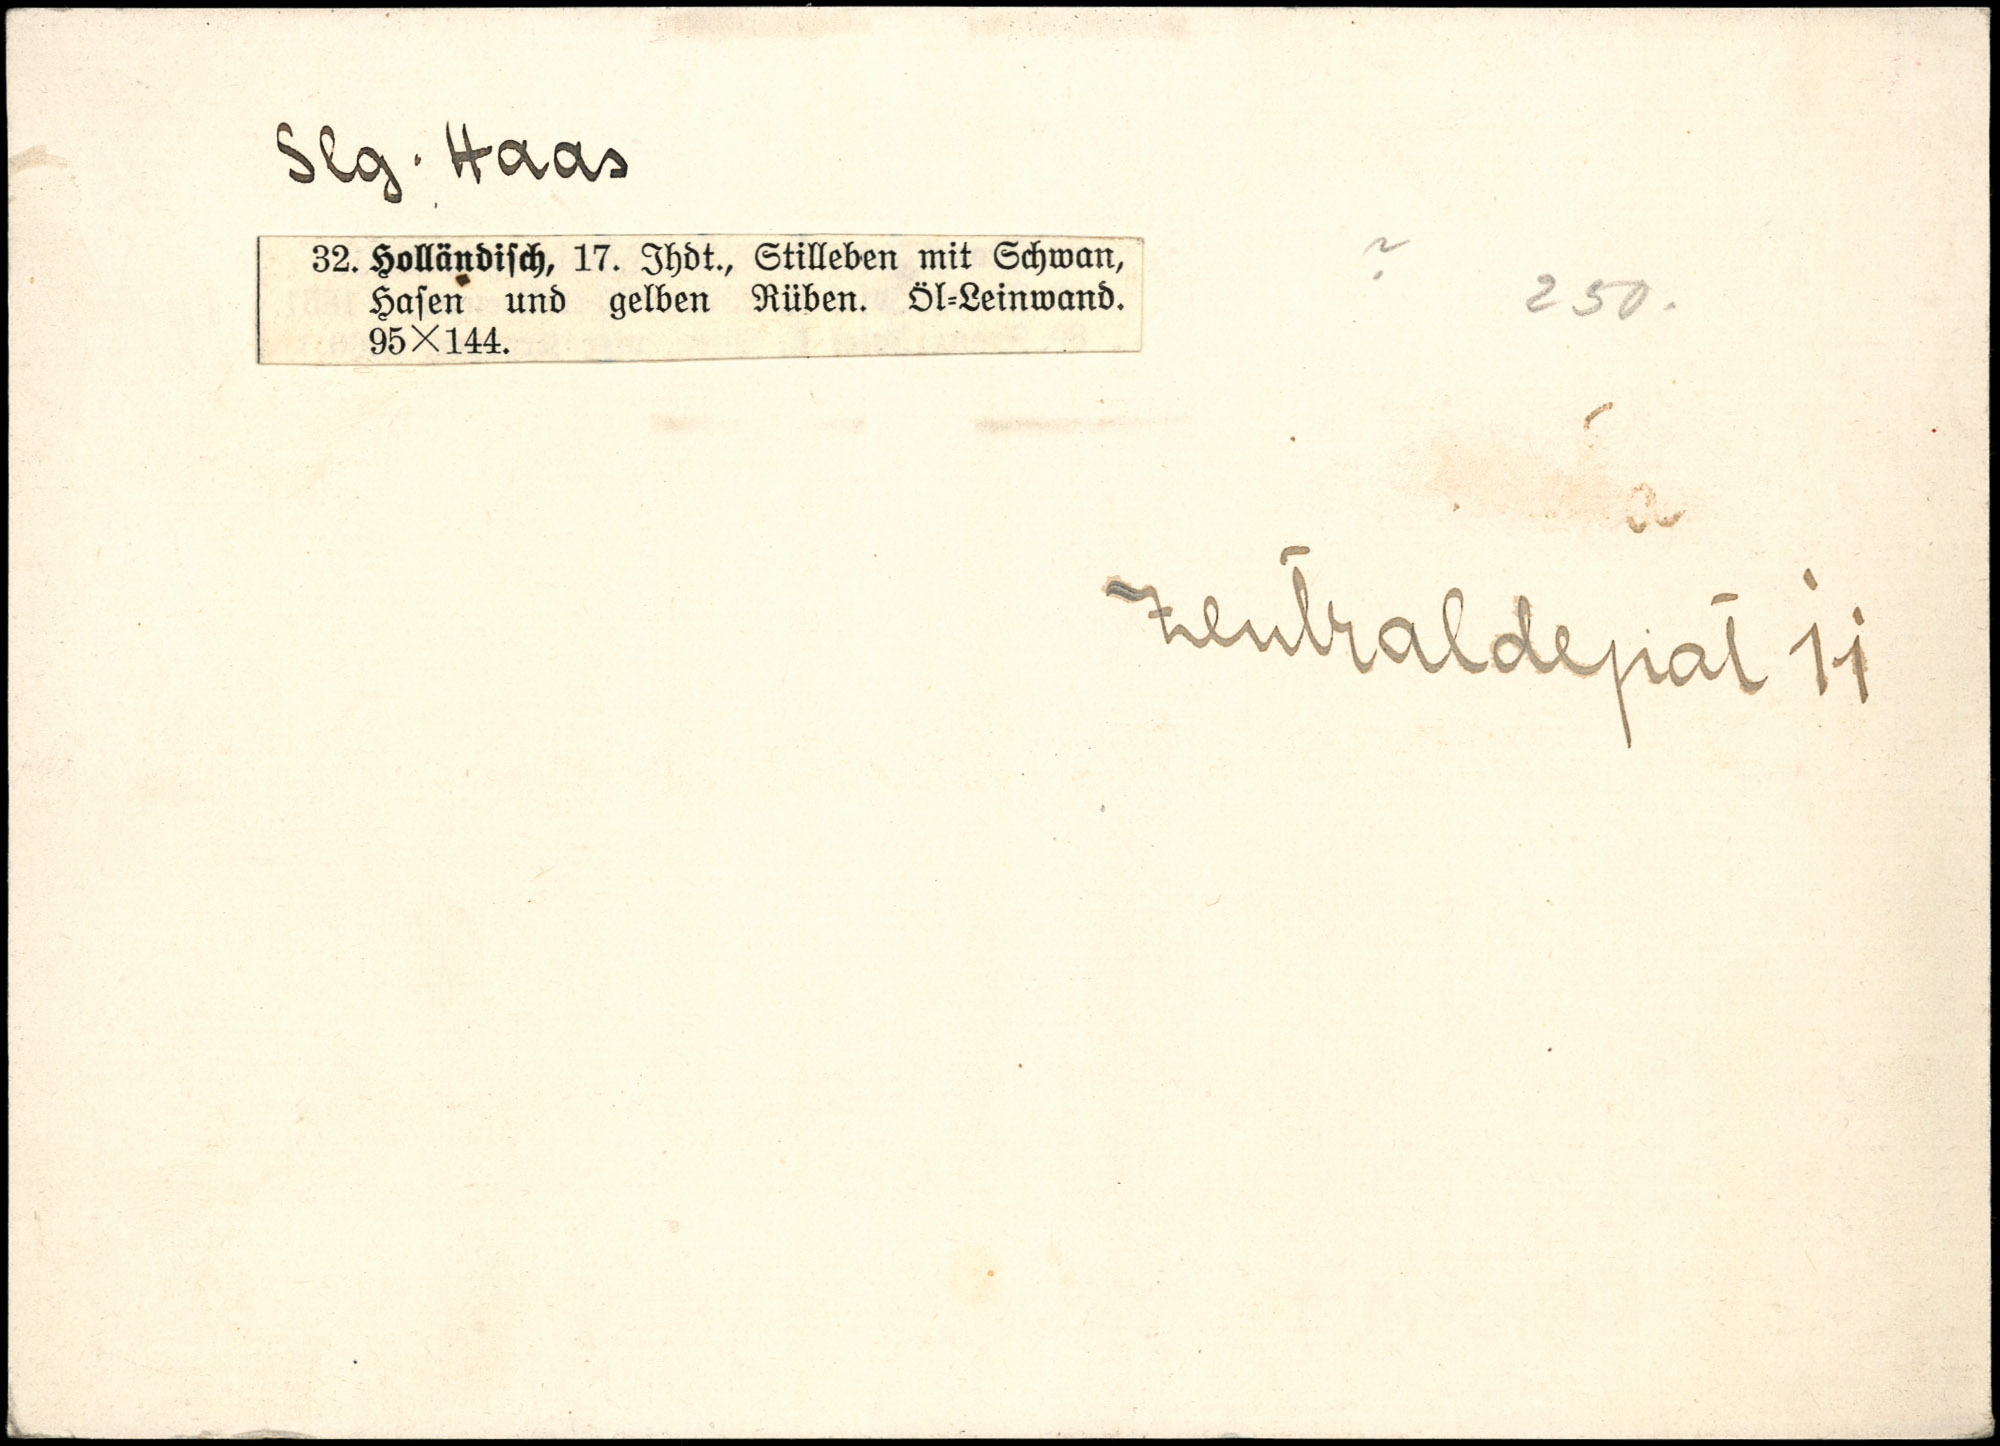 Slg. Haas
32. Holländisch, 17. Jhdt., Stilleben mit Schwan,
Hasen und gelben Rüben. Öl-Leinwand.
95×144.
?
250.
Zentraldepot